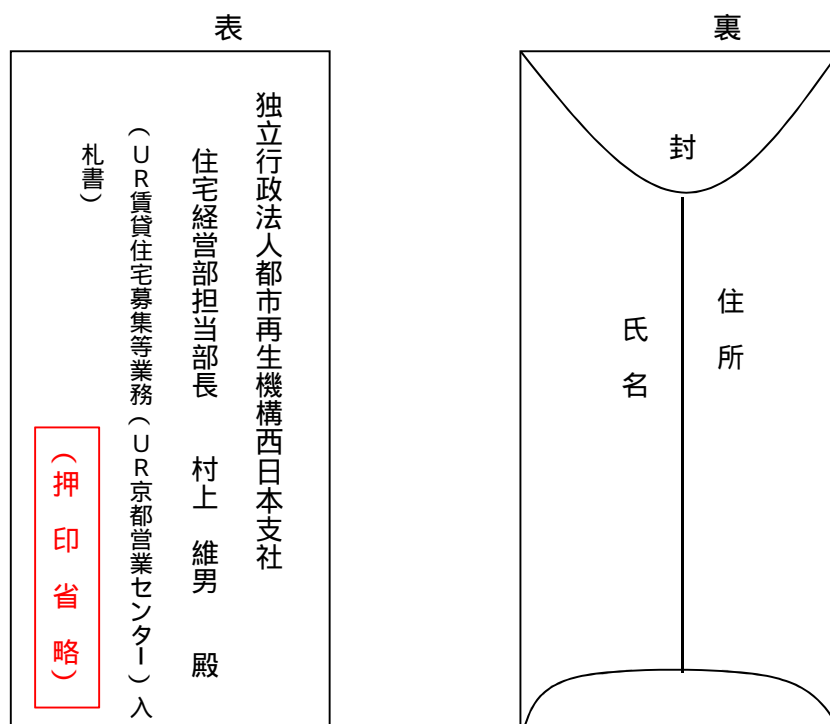 表
独立行政法人都市再生機構西日本支社
住宅経営部担当部長 村上 維男 殿
(UR賃貸住宅募集等業務(UR京都営業センター)入
札書)
(押印省略)
裏
封
住所
氏名